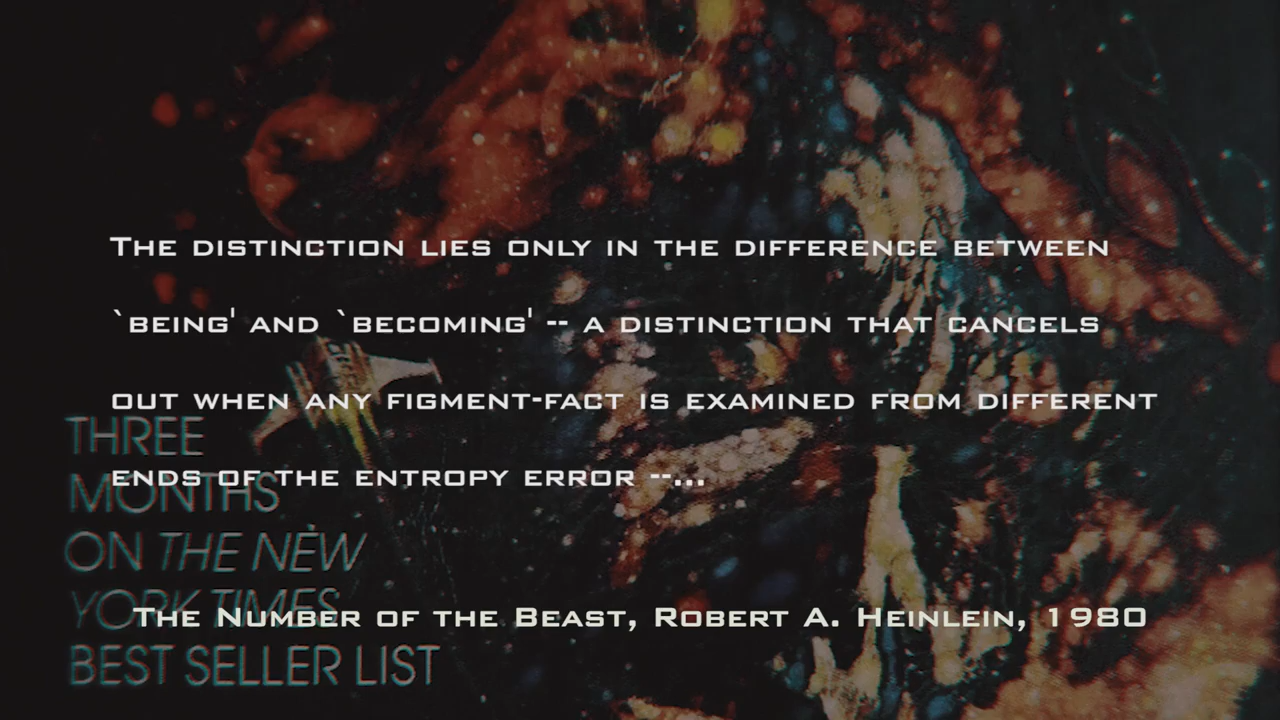 The distinction lies only in the difference between
`being' and `becoming' -- a distinction that cancels
out when any figment-fact is examined from different
ends of the entropy error --...
THREE
MONTHS
ON THE NEW
YORK TIMES
BEST SELLER LIST
The Number of the Beast, Robert A. Heinlein, 1980